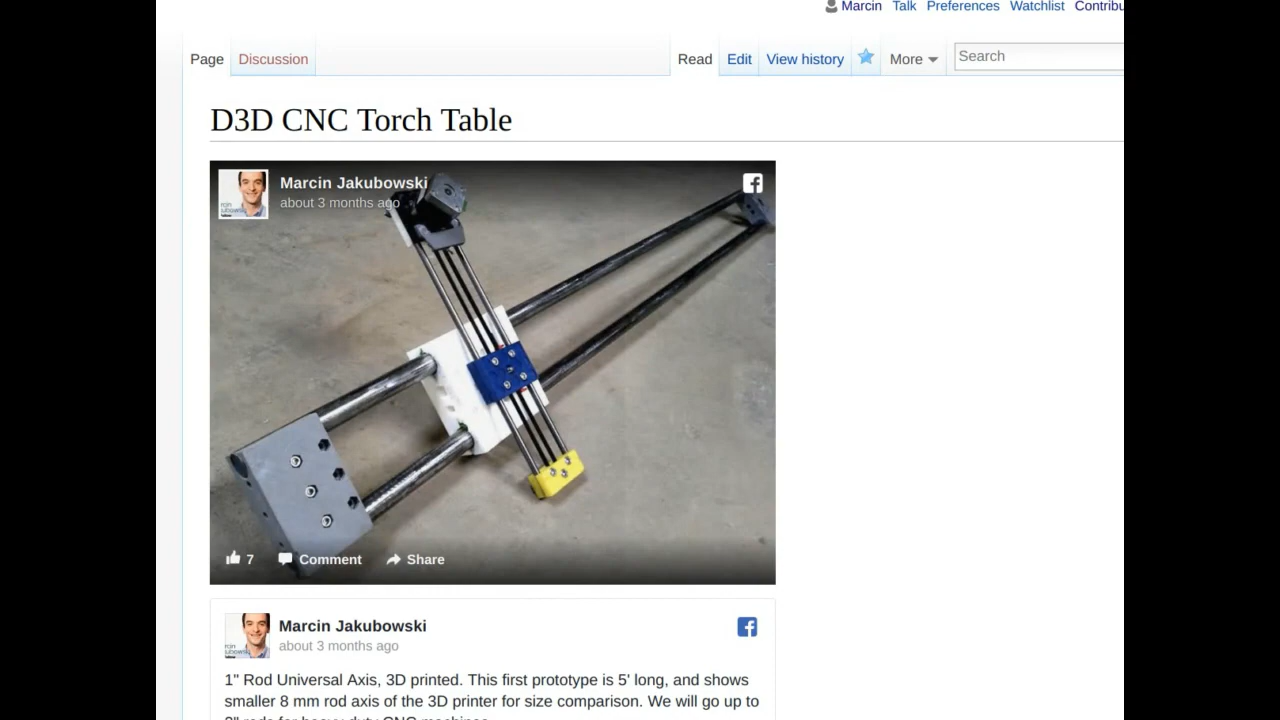 Marcin Talk Preferences Watchlist Contribu
Page Discussion Read Edit View history More Search
D3D CNC Torch Table
Marcin Jakubowski
about 3 months ago
7 Comment Share
Marcin Jakubowski
about 3 months ago
1" Rod Universal Axis, 3D printed. This first prototype is 5' long, and shows
smaller 8 mm rod axis of the 3D printer for size comparison. We will go up to